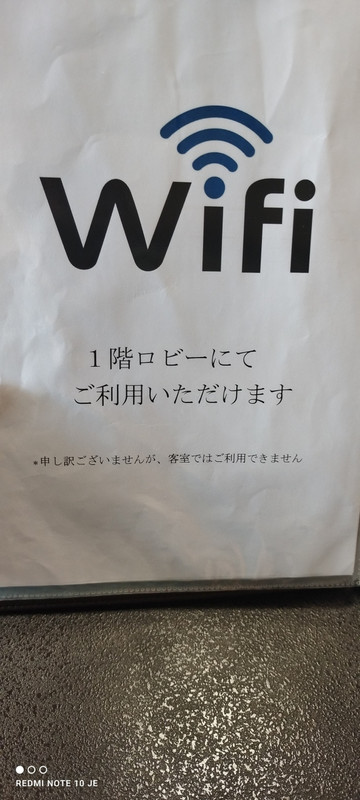 Wifi
１階ロビーにて
ご利用いただけます
*申し訳ございませんが、客室ではご利用できません
REDMI NOTE 10 JE